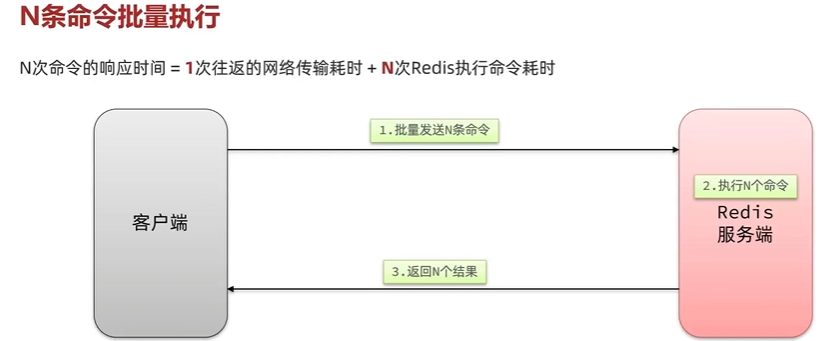 N条命令批量执行
N次命令的响应时间 = 1次往返的网络传输耗时 + N次Redis执行命令耗时
1.批量发送N条命令
2.执行N个命令
客户端
Redis
服务端
3.返回N个结果